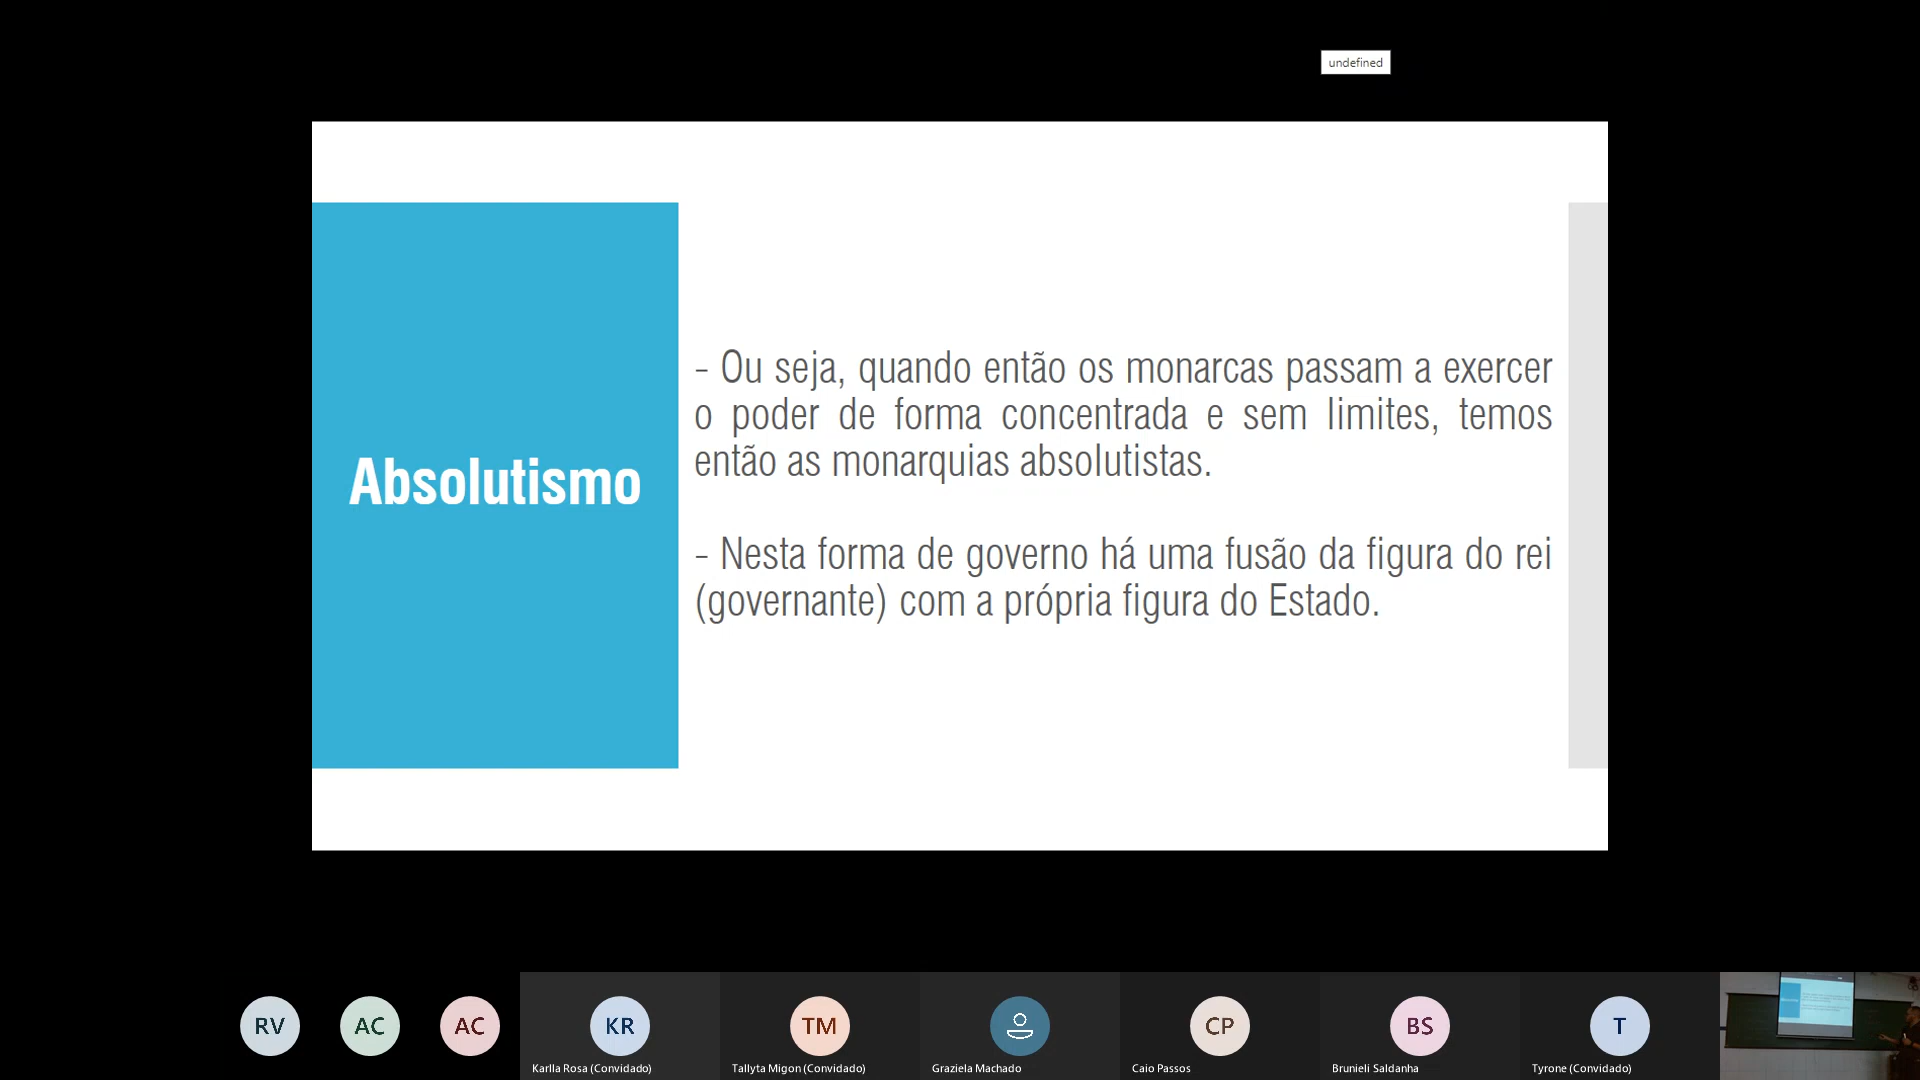 undefined
Absolutismo
- Ou seja, quando então os monarcas passam a exercer
o poder de forma concentrada e sem limites, temos
então as monarquias absolutistas.
- Nesta forma de governo há uma fusão da figura do rei
(governante) com a própria figura do Estado.
RV
AC
AC
KR
TM
CP
BS
T
Karlla Rosa (Convidado)
Tallyta Migon (Convidado)
Graziela Machado
Caio Passos
Brunieli Saldanha
Tyrone (Convidado)